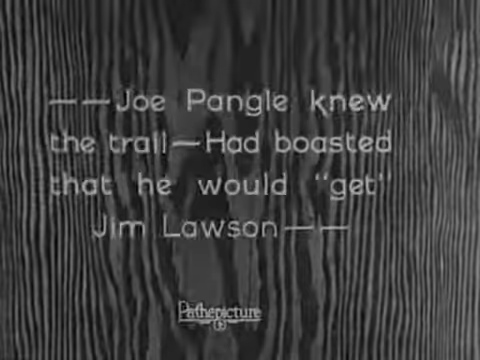 ——Joe Pangle knew
the trail—Had boasted
that he would "get"
Jim Lawson——
Pathepicture